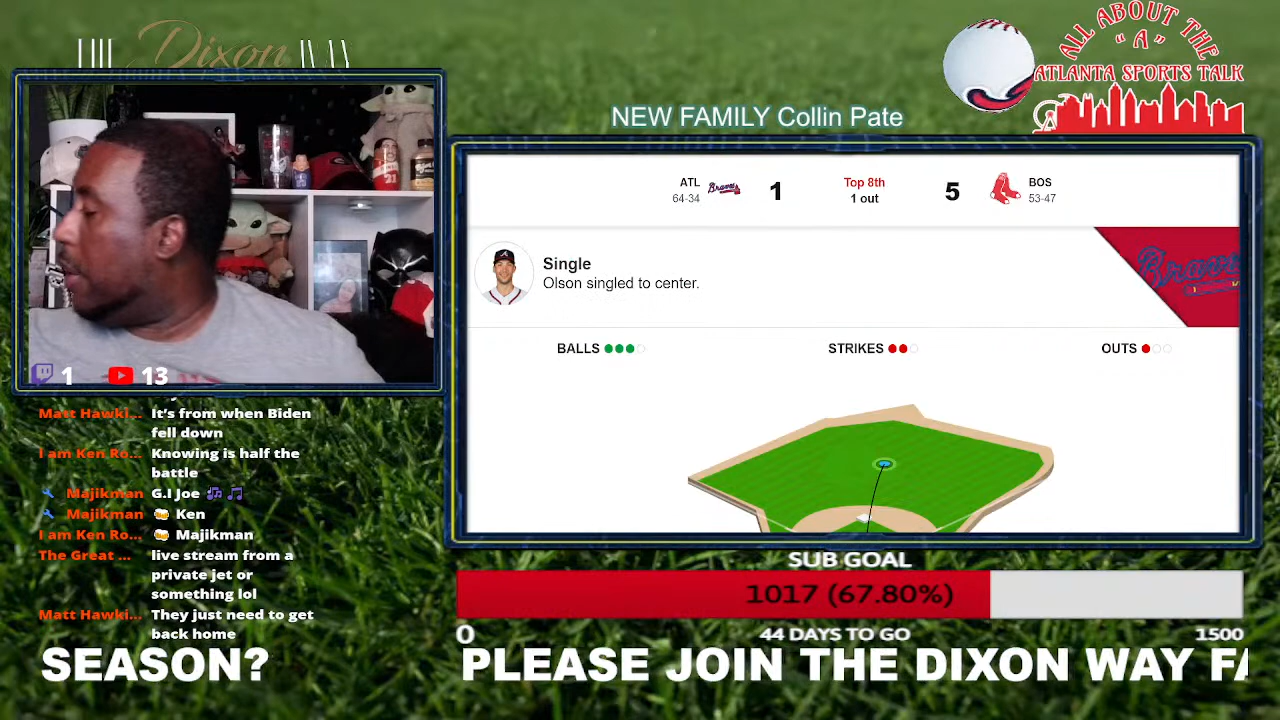 Dixon
ALL ABOUT THE
"A"
ATLANTA SPORTS TALK
NEW FAMILY Collin Pate
ATL
64-34
Braves
1
Top 8th
1 out
5
BOS
53-47
Single
Olson singled to center.
Braves
BALLS
STRIKES
OUTS
1
13
Matt Hawki... It's from when Biden
fell down
I am Ken Ro... Knowing is half the
battle
Majikman G.I Joe 🎶 🎵
Majikman 🍻 Ken
I am Ken Ro... 🍻 Majikman
The Great ... live stream from a
private jet or
something lol
Matt Hawki... They just need to get
back home
SUB GOAL
1017 (67.80%)
0
44 DAYS TO GO
1500
SEASON?
PLEASE JOIN THE DIXON WAY FA